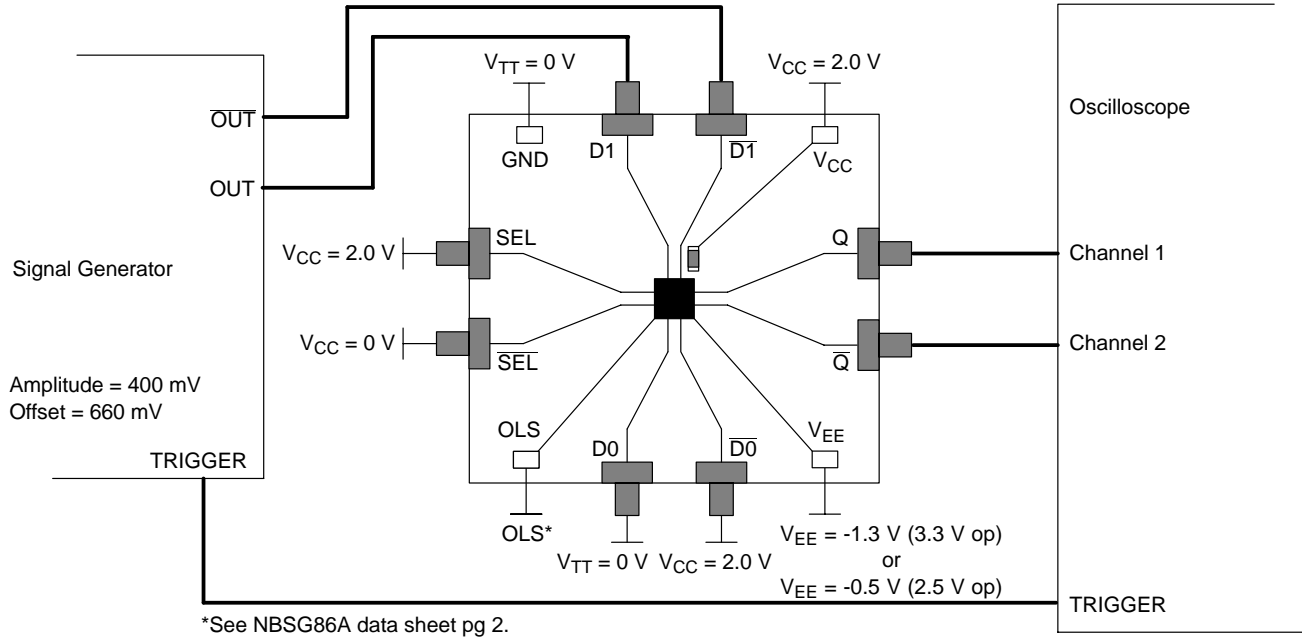 V_TT = 0 V
V_CC = 2.0 V
OUT
OUT
Oscilloscope
GND
D1
D1
V_CC
SEL
Q
V_CC = 2.0 V
Channel 1
Signal Generator
V_CC = 0 V
SEL
Q
Channel 2
Amplitude = 400 mV
Offset = 660 mV
OLS
D0
D0
V_EE
TRIGGER
OLS*
V_TT = 0 V
V_CC = 2.0 V
V_EE = -1.3 V (3.3 V op)
or
V_EE = -0.5 V (2.5 V op)
TRIGGER
*See NBSG86A data sheet pg 2.